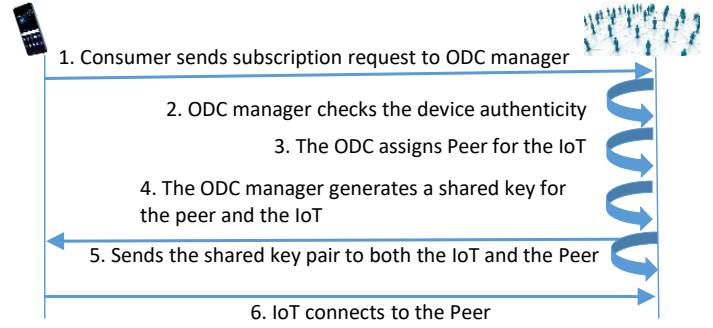 1. Consumer sends subscription request to ODC manager
2. ODC manager checks the device authenticity
3. The ODC assigns Peer for the IoT
4. The ODC manager generates a shared key for
the peer and the IoT
5. Sends the shared key pair to both the IoT and the Peer
6. IoT connects to the Peer